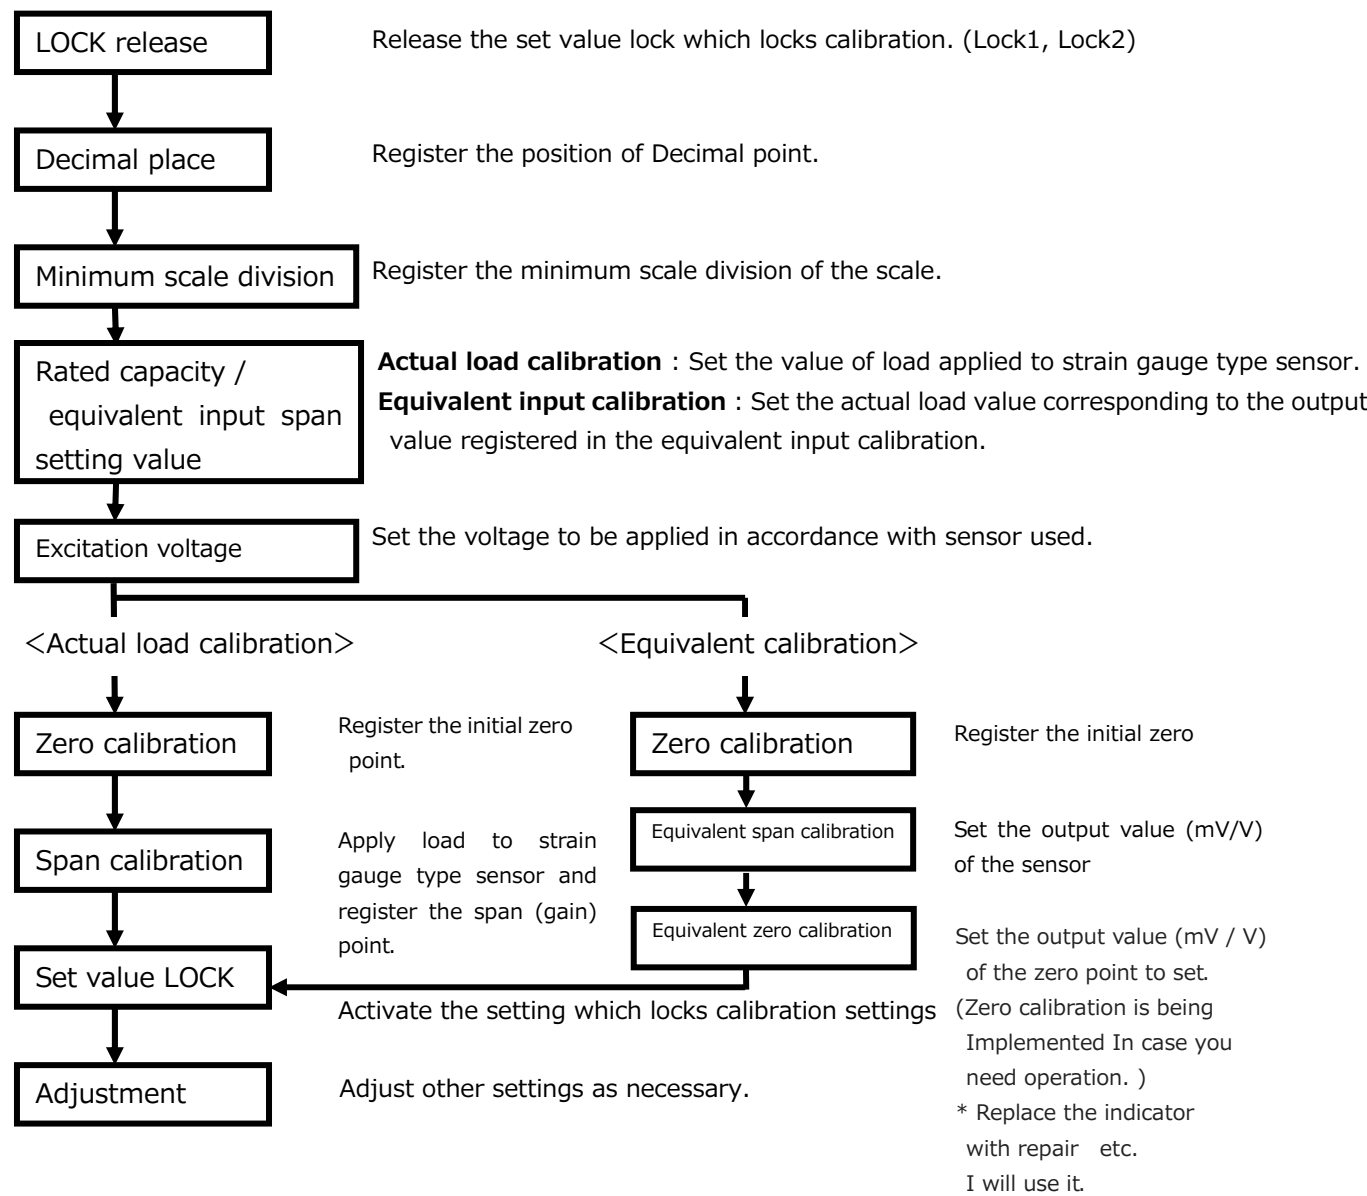 LOCK release
Release the set value lock which locks calibration. (Lock1, Lock2)
Decimal place
Register the position of Decimal point.
Minimum scale division
Register the minimum scale division of the scale.
Rated capacity /
equivalent input span
setting value
Actual load calibration : Set the value of load applied to strain gauge type sensor.
Equivalent input calibration : Set the actual load value corresponding to the output
value registered in the equivalent input calibration.
Excitation voltage
Set the voltage to be applied in accordance with sensor used.
<Actual load calibration>
<Equivalent calibration>
Zero calibration
Register the initial zero
point.
Zero calibration
Register the initial zero
Span calibration
Apply load to strain
gauge type sensor and
register the span (gain)
point.
Equivalent span calibration
Set the output value (mV/V)
of the sensor
Equivalent zero calibration
Set the output value (mV / V)
of the zero point to set.
(Zero calibration is being
Implemented In case you
need operation. )
* Replace the indicator
with repair etc.
I will use it.
Set value LOCK
Activate the setting which locks calibration settings
Adjustment
Adjust other settings as necessary.